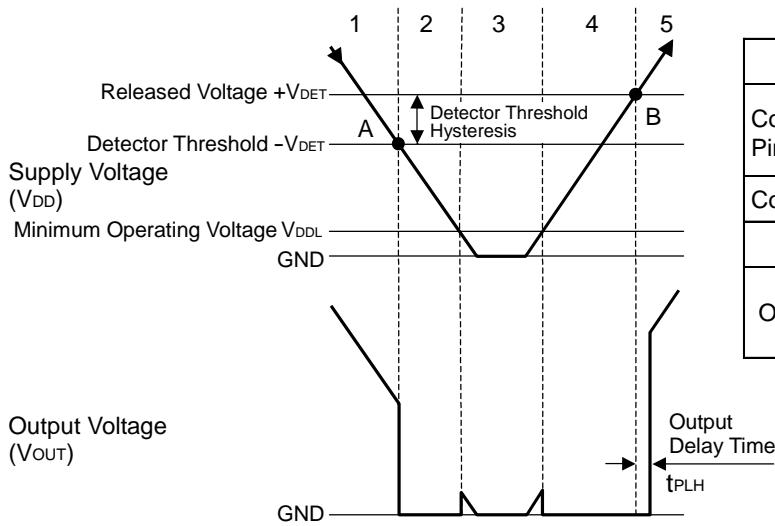 1 2 3 4 5
Released Voltage +VDET
Detector Threshold
Hysteresis
A
B
Detector Threshold –VDET
Supply Voltage
(VDD)
Minimum Operating Voltage VDDL
GND
Output Voltage
(VOUT)
Output
Delay Time
tPLH
GND
Co
Pin
Co
O